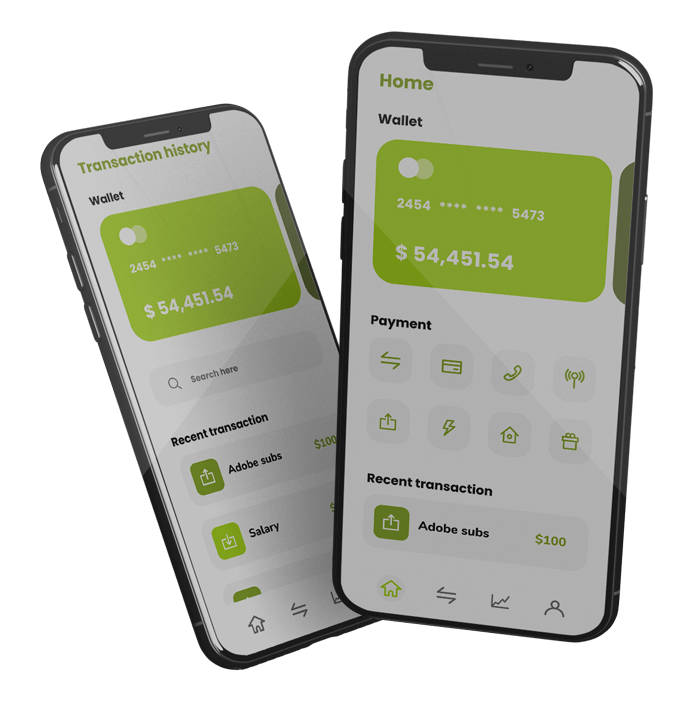 Transaction history
Wallet
2454 **** **** 5473
$ 54,451.54
Search here
Recent transaction
Adobe subs
$100
Salary
Home
Wallet
2454 **** **** 5473
$ 54,451.54
Payment
Recent transaction
Adobe subs $100